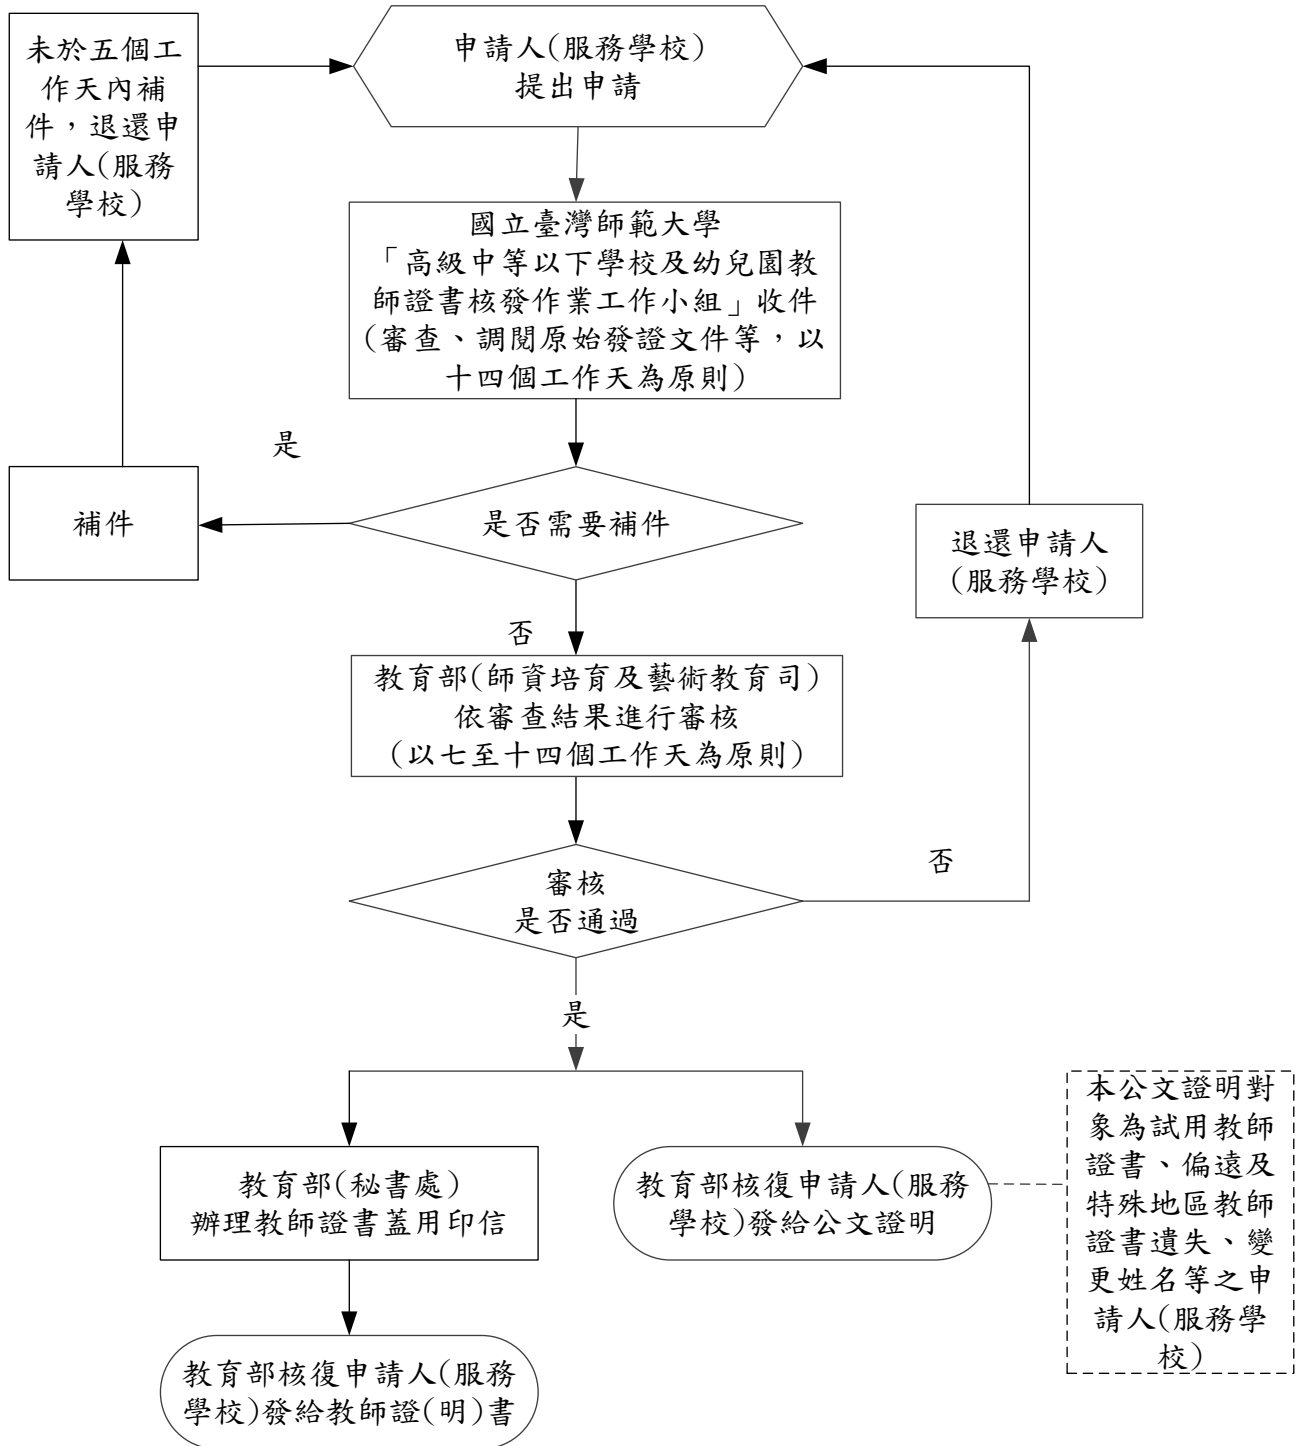 未於五個工
作天內補
件，退還申
請人(服務
學校)
申請人(服務學校)
提出申請
國立臺灣師範大學
「高級中等以下學校及幼兒園教
師證書核發作業工作小組」收件
(審查、調閱原始發證文件等，以
十四個工作天為原則)
是
補件
是否需要補件
退還申請人
(服務學校)
否
教育部(師資培育及藝術教育司)
依審查結果進行審核
(以七至十四個工作天為原則)
審核
是否通過
否
是
教育部(秘書處)
辦理教師證書蓋用印信
教育部核復申請人(服務
學校)發給公文證明
本公文證明對
象為試用教師
證書、偏遠及
特殊地區教師
證書遺失、變
更姓名等之申
請人(服務學
校)
教育部核復申請人(服務
學校)發給教師證(明)書